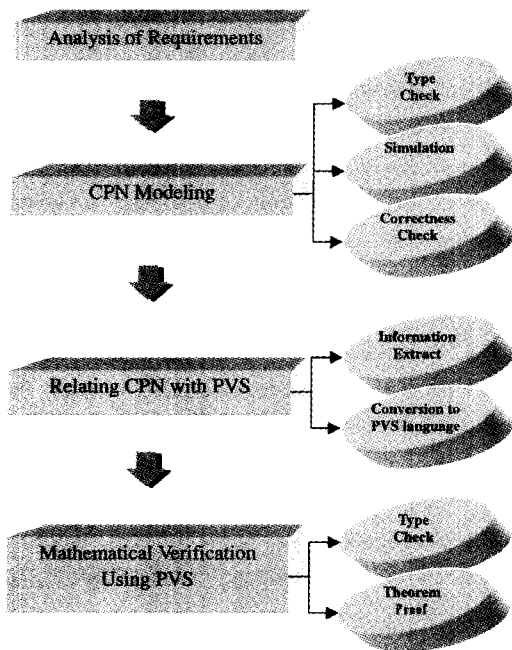 Analysis of Requirements
Type
Check
Simulation
CPN Modeling
Correctness
Check
Information
Extract
Relating CPN with PVS
Conversion to
PVS language
Type
Check
Mathematical Verification
Using PVS
Theorem
Proof